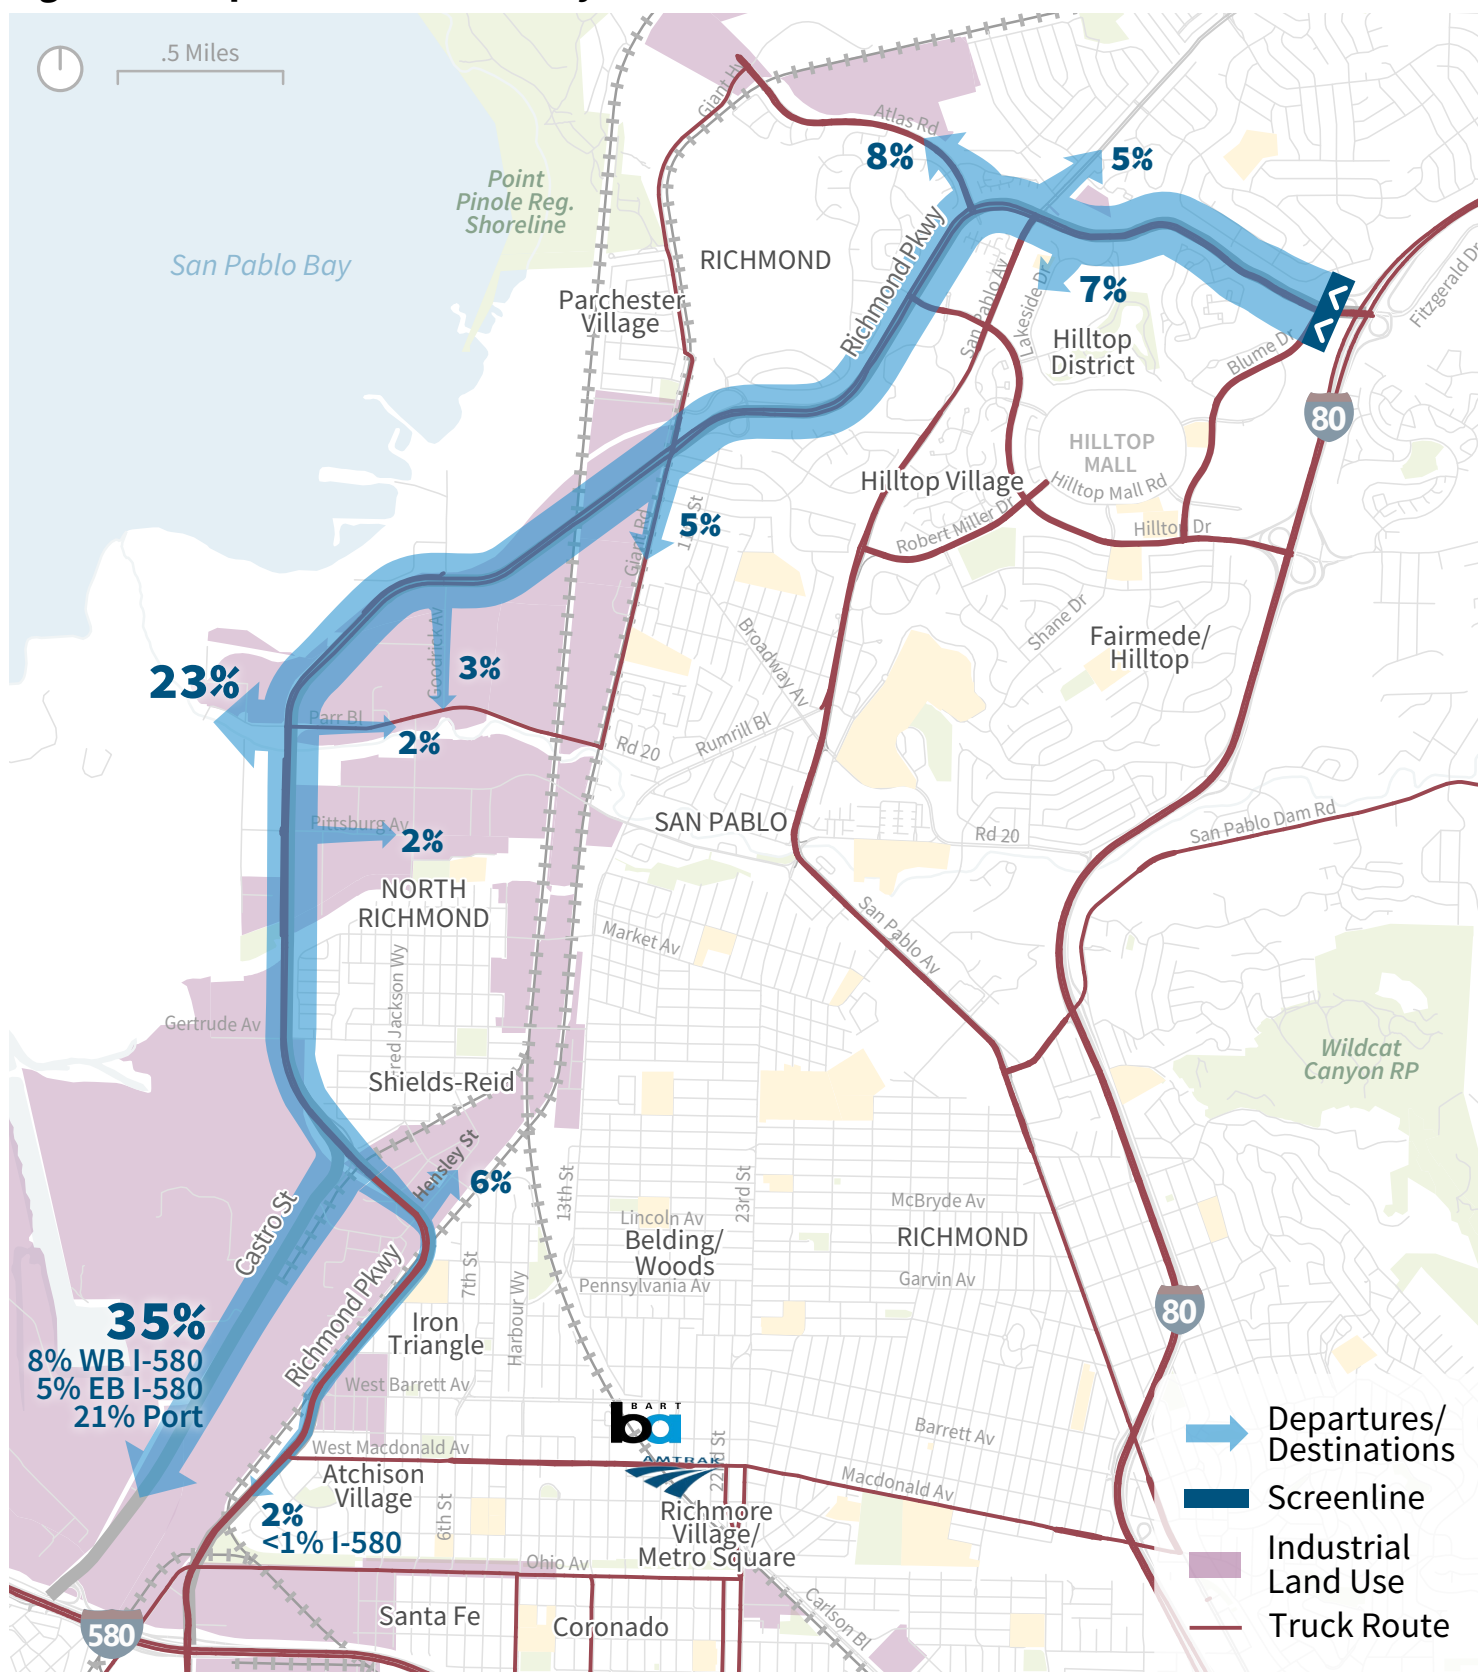 .5 Miles
Giant Hy
Atlas Rd
8%
5%
Point
Pinole Reg.
Shoreline
San Pablo Bay
RICHMOND
Richmond Pkwy
San Pablo Av
Lakeside Dr
7%
Fitzgerald Dr
Parchester
Village
Hilltop
District
Blume Dr
80
HILLTOP
MALL
Hilltop Village
Hilltop Mall Rd
Robert Miller Dr
Hilltop Dr
5%
Giant Rd
Broadway Av
Shane Dr
Fairmede/
Hilltop
Goodrick Av
3%
23%
Parr Bl
2%
Rd 20
Rumrill Bl
Pittsburg Av
2%
SAN PABLO
Rd 20
San Pablo Dam Rd
NORTH
RICHMOND
Market Av
San Pablo Av
Gertrude Av
red Jackson Wy
Shields-Reid
Wildcat
Canyon RP
Hensley St
6%
13th St
23rd St
McBryde Av
Castro St
Lincoln Av
Belding/
Woods
RICHMOND
Pennsylvania Av
Garvin Av
Richmond Pkwy
7th St
Harbour Wy
80
35%
8% WB I-580
5% EB I-580
21% Port
Iron
Triangle
West Barrett Av
BART
ba
Barrett Av
22nd St
West Macdonald Av
AMTRAK
Macdonald Av
Atchison
Village
6th St
2%
<1% I-580
Richmore
Village/
Metro Square
Ohio Av
Carlson Bl
Santa Fe
Coronado
580
Departures/
Destinations
Screenline
Industrial
Land Use
Truck Route